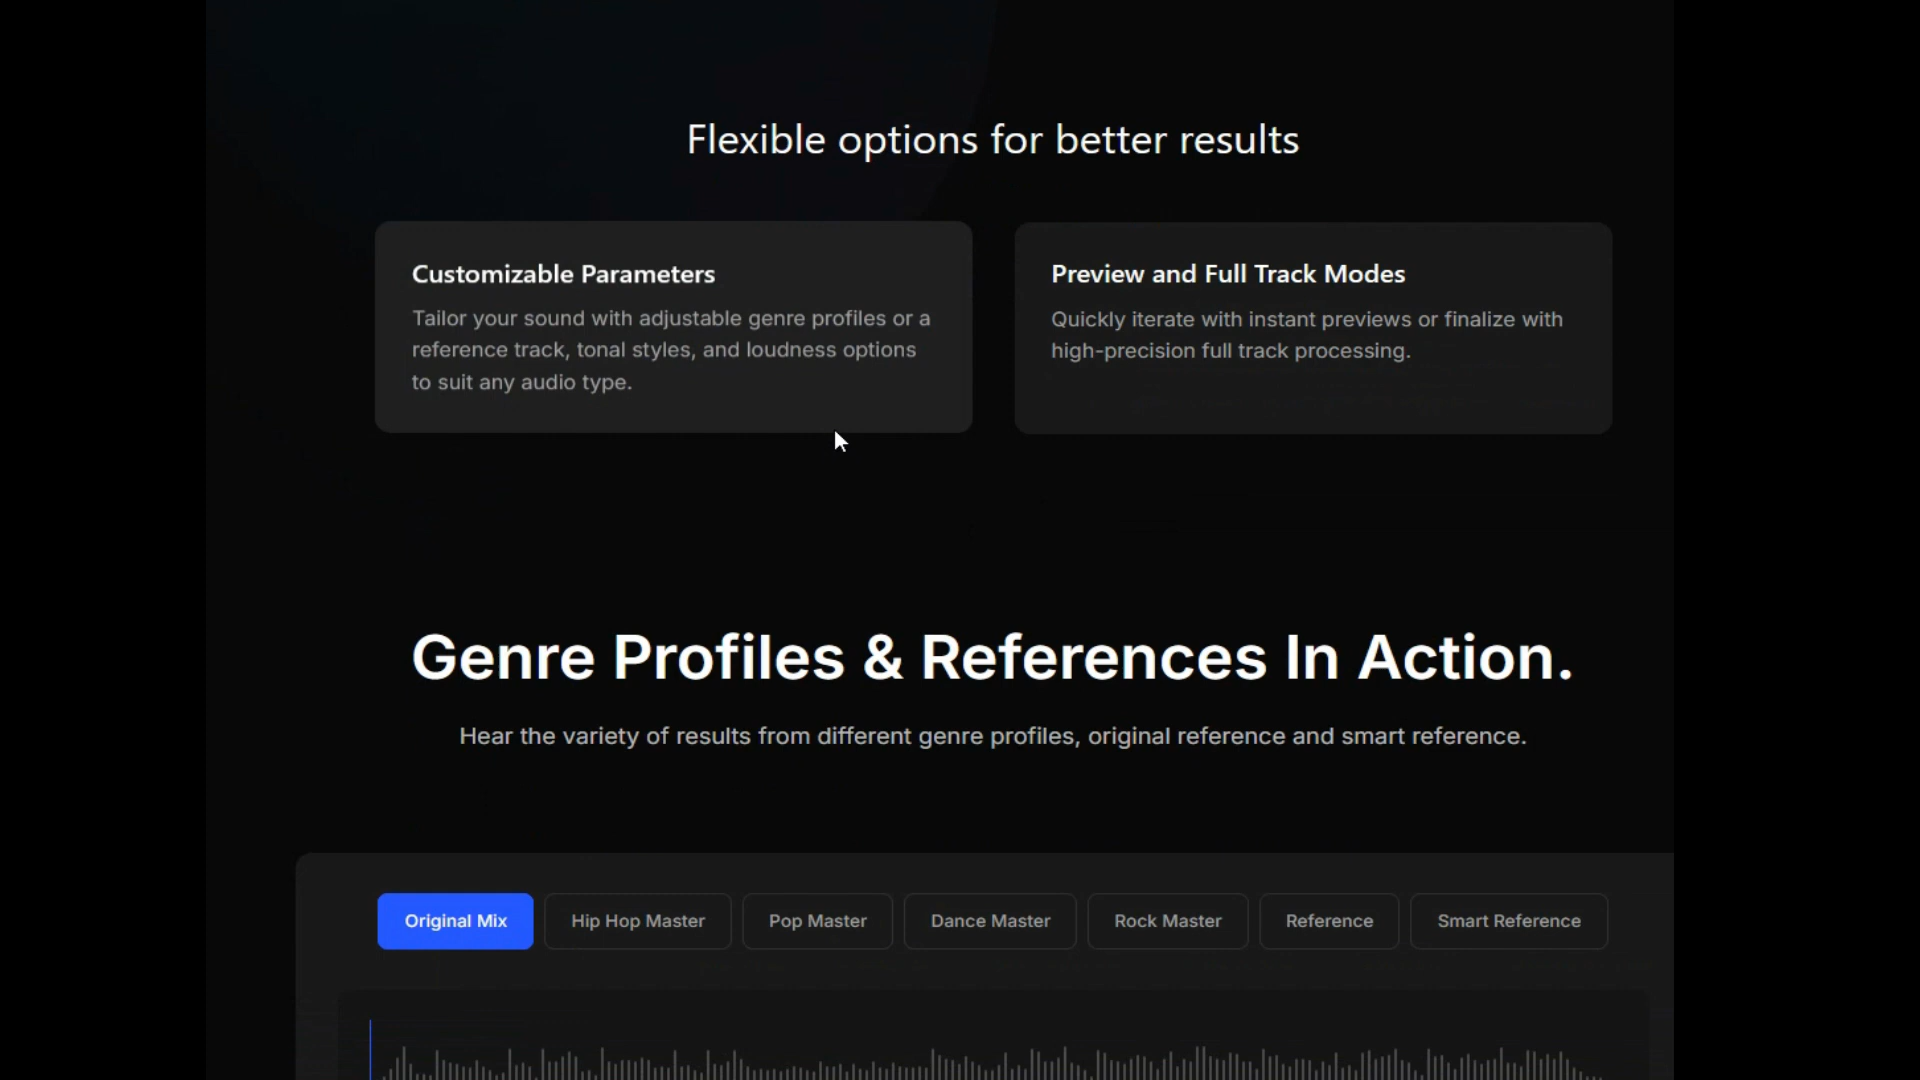 Flexible options for better results
Customizable Parameters
Tailor your sound with adjustable genre profiles or a
reference track, tonal styles, and loudness options
to suit any audio type.
Preview and Full Track Modes
Quickly iterate with instant previews or finalize with
high-precision full track processing.
Genre Profiles & References In Action.
Hear the variety of results from different genre profiles, original reference and smart reference.
Original Mix
Hip Hop Master
Pop Master
Dance Master
Rock Master
Reference
Smart Reference